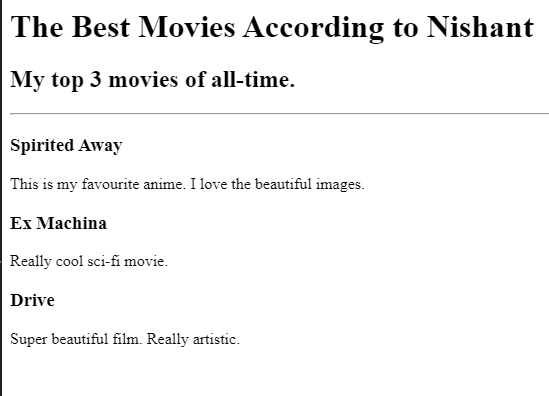 The Best Movies According to Nishant
My top 3 movies of all-time.
Spirited Away
This is my favourite anime. I love the beautiful images.
Ex Machina
Really cool sci-fi movie.
Drive
Super beautiful film. Really artistic.